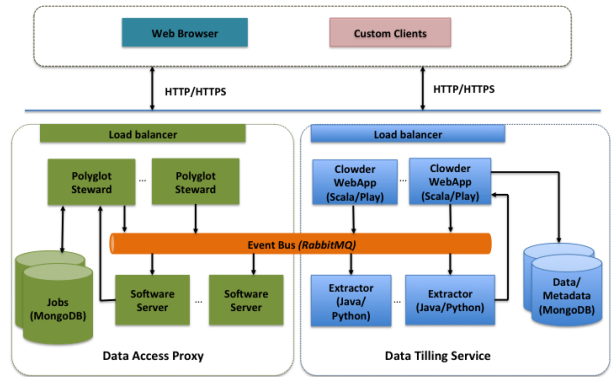 Web Browser
Custom Clients
HTTP/HTTPS
HTTP/HTTPS
Load balancer
Load balancer
Polyglot
Steward
...
Polyglot
Steward
Clowder
WebApp
(Scala/Play)
...
Clowder
WebApp
(Scala/Play)
Event Bus (RabbitMQ)
Jobs
(MongoDB)
Software
Server
...
Software
Server
Extractor
(Java/
Python)
...
Extractor
(Java/Python)
Data/
Metadata
(MongoDB)
Data Access Proxy
Data Tilling Service